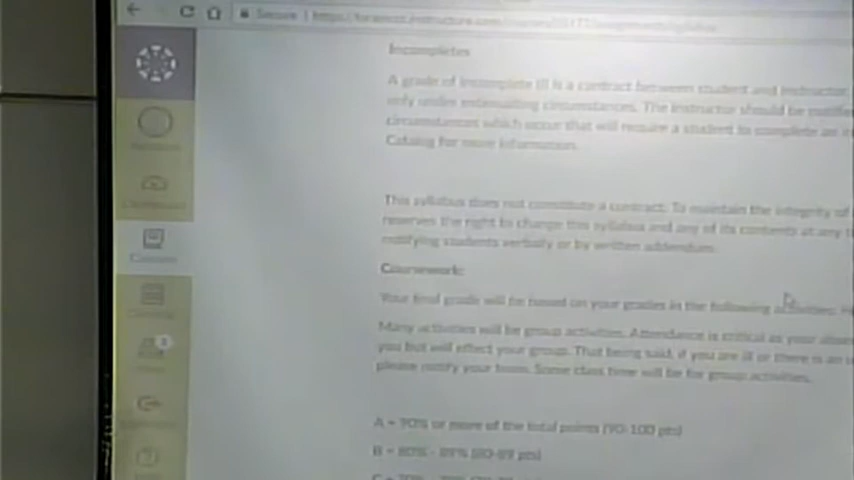 Secure
Incompletes
A grade of Incomplete (I) is a contract between student and instructor,
only under extenuating circumstances. The instructor should be notified
circumstances which occur that will require a student to complete an
Catalog for more information.
This syllabus does not constitute a contract. To maintain the integrity of
reserves the right to change this syllabus and any of its contents at any
notifying students verbally or by written addendum.
Coursework:
Your final grade will be based on your grades in the following activities:
Many activities will be group activities. Attendance is critical as your
you but will effect your group. That being said, if you are ill or there is an
please notify your team. Some class time will be for group activities.
A = 90% or more of the total points (90-100 pts)
B = 80% - 89% (80-89 pts)
Account
Dashboard
Courses
Calendar